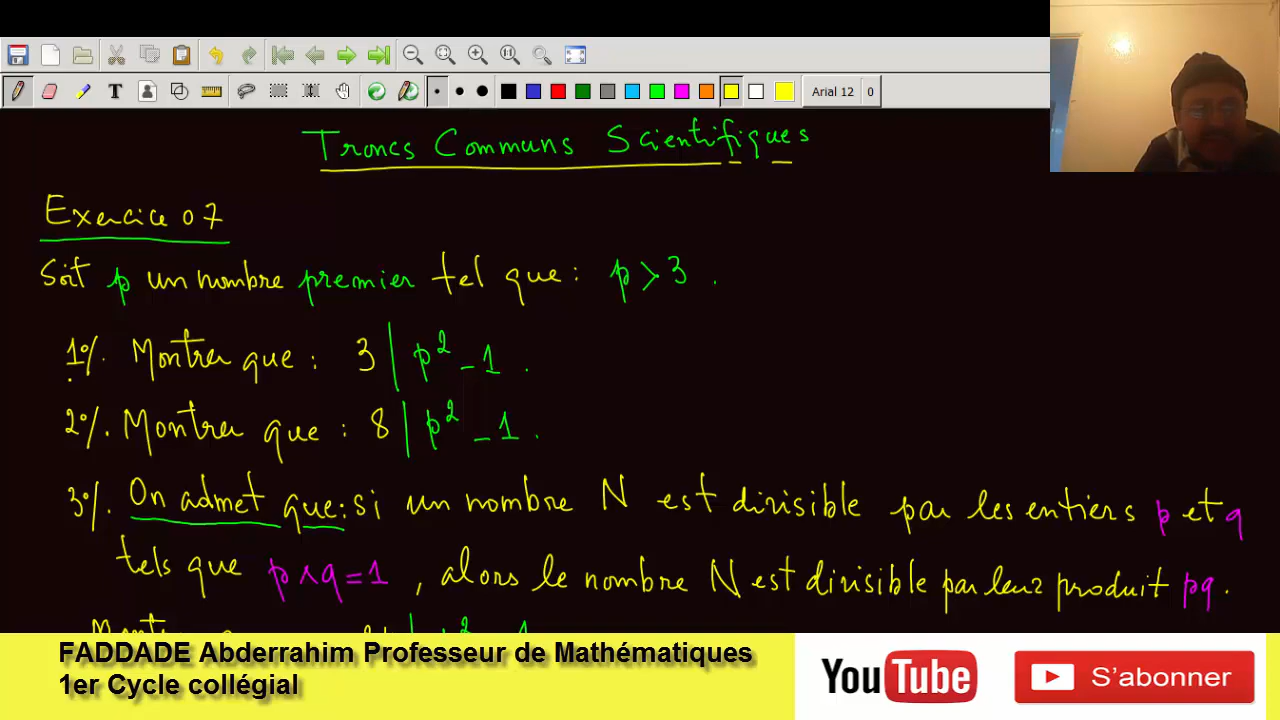 Arial 12 0
Troncs Communs Scientifiques
Exercice 07
Soit p un nombre premier tel que : p > 3 .
1°/. Montrer que : 3 | p² - 1 .
2°/. Montrer que : 8 | p² - 1 .
3°/. On admet que: si un nombre N est divisible par les entiers p et q
tels que p ∧ q = 1 , alors le nombre N est divisible par leur produit pq .
FADDADE Abderrahim Professeur de Mathématiques
1er Cycle collégial
YouTube
S'abonner